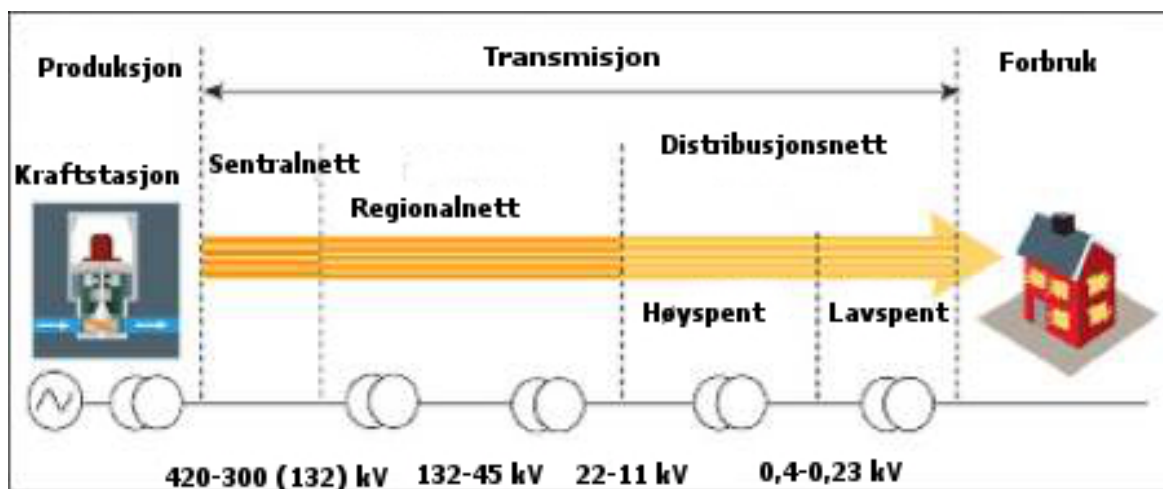 Produksjon
Transmisjon
Forbruk
Kraftstasjon
Sentralnett
Regionalnett
Distribusjonsnett
Høyspent
Lavspent
420-300 (132) kV
132-45 kV
22-11 kV
0,4-0,23 kV